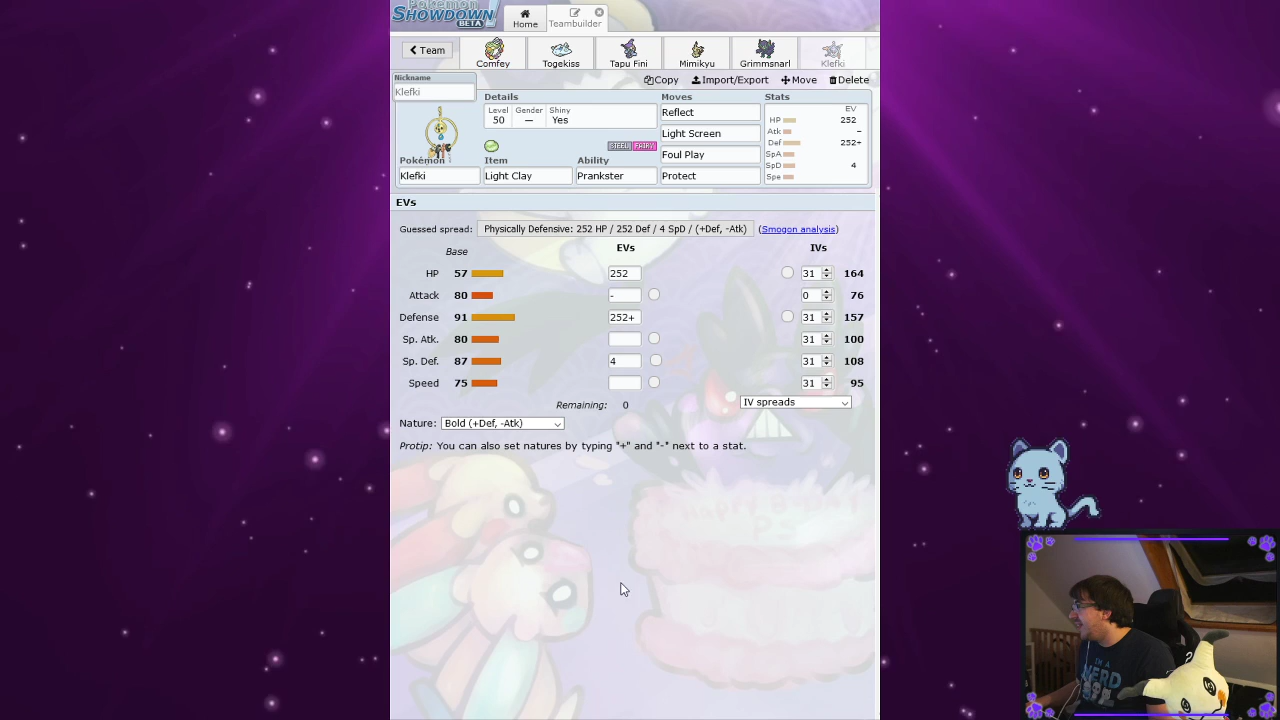 Pokémon
SHOWDOWN
BETA
Home
Teambuilder
Team
Comfey
Togekiss
Tapu Fini
Mimikyu
Grimmsnarl
Klefki
Copy
Import/Export
Move
Delete
Nickname
Klefki
Pokémon
Klefki
Details
Level
50
Gender
—
Shiny
Yes
STEEL FAIRY
Item
Light Clay
Ability
Prankster
Moves
Reflect
Light Screen
Foul Play
Protect
Stats
EV
HP 252
Atk –
Def 252+
SpA
SpD 4
Spe
EVs
Guessed spread: Physically Defensive: 252 HP / 252 Def / 4 SpD / (+Def, -Atk) (Smogon analysis)
Base EVs IVs
HP 57 252 31 164
Attack 80 - 0 76
Defense 91 252+ 31 157
Sp. Atk. 80 31 100
Sp. Def. 87 4 31 108
Speed 75 31 95
Remaining: 0
IV spreads
Nature: Bold (+Def, -Atk)
Protip: You can also set natures by typing "+" and "-" next to a stat.
I'M A
NERD